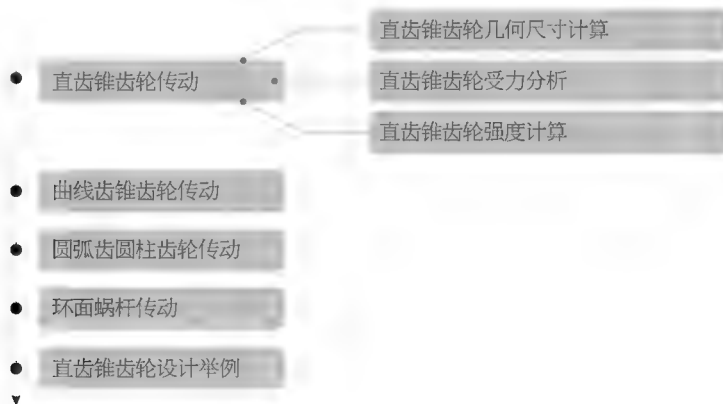 直齿锥齿轮几何尺寸计算
直齿锥齿轮传动
直齿锥齿轮受力分析
直齿锥齿轮强度计算
曲线齿锥齿轮传动
圆弧齿圆柱齿轮传动
环面蜗杆传动
直齿锥齿轮设计举例